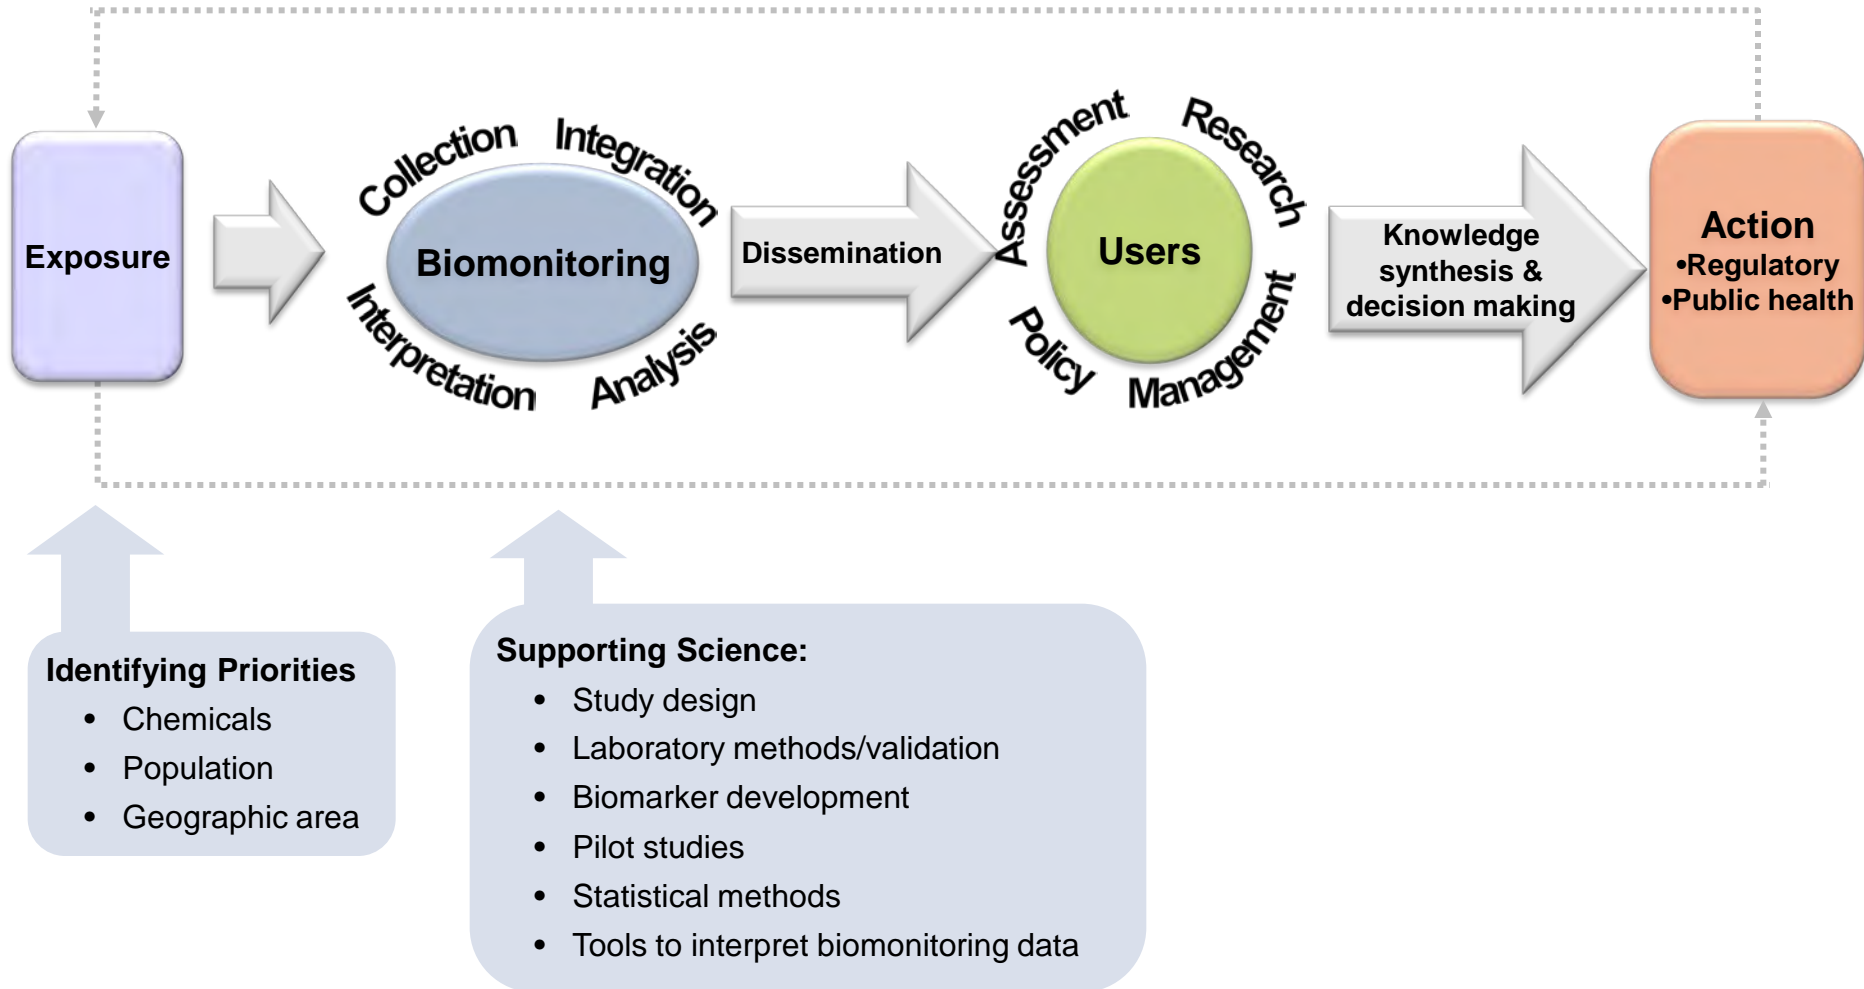 Exposure
Collection
Integration
Biomonitoring
Interpretation
Analysis
Dissemination
Assessment
Research
Users
Policy
Management
Knowledge
synthesis &
decision making
Action
•Regulatory
•Public health
Identifying Priorities
• Chemicals
• Population
• Geographic area
Supporting Science:
• Study design
• Laboratory methods/validation
• Biomarker development
• Pilot studies
• Statistical methods
• Tools to interpret biomonitoring data